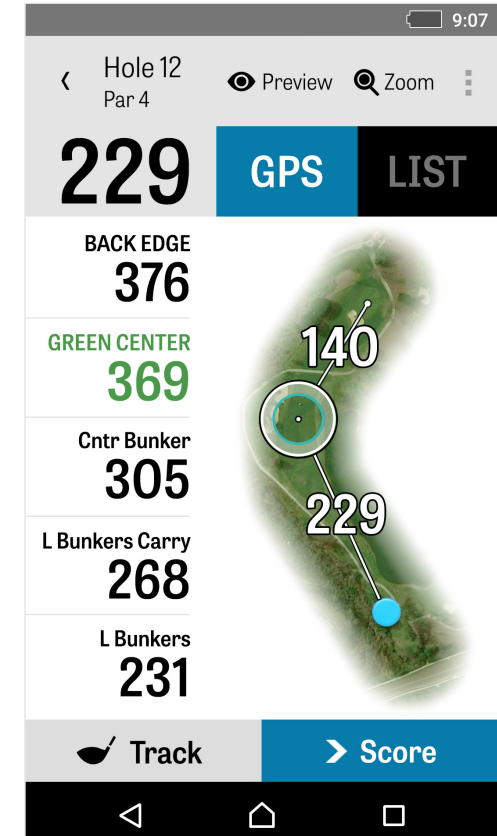 9:07
Hole 12
Par 4
Preview
Zoom
229
GPS
LIST
BACK EDGE
376
GREEN CENTER
369
Cntr Bunker
305
L Bunkers Carry
268
L Bunkers
231
140
229
Track
Score